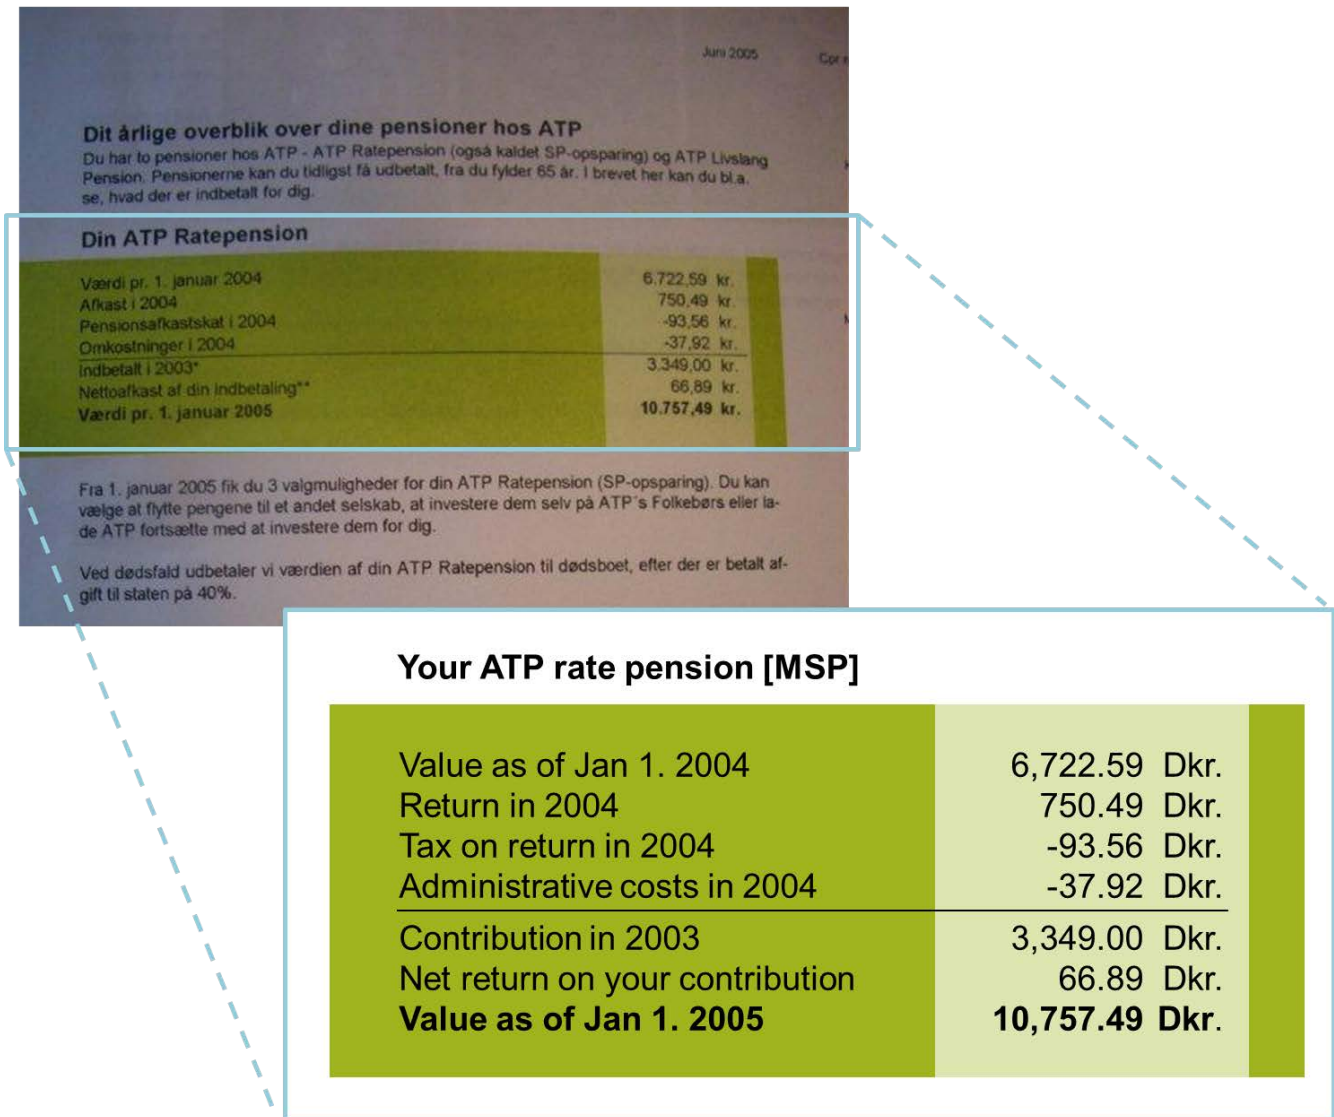 Juni 2005
Cpr
Dit årlige overblik over dine pensioner hos ATP
Du har to pensioner hos ATP - ATP Ratepension (også kaldet SP-opsparing) og ATP Livslang
Pension. Pensionerne kan du tidligst få udbetalt, fra du fylder 65 år. I brevet her kan du bl.a.
se, hvad der er indbetalt for dig.
Din ATP Ratepension
Værdi pr. 1. januar 2004 6.722,59 kr.
Afkast i 2004 750,49 kr.
Pensionsafkastskat i 2004 -93,56 kr.
Omkostninger i 2004 -37,92 kr.
Indbetalt i 2003* 3.349,00 kr.
Nettoafkast af din indbetaling** 66,89 kr.
Værdi pr. 1. januar 2005 10.757,49 kr.
Fra 1. januar 2005 fik du 3 valgmuligheder for din ATP Ratepension (SP-opsparing). Du kan
vælge at flytte pengene til et andet selskab, at investere dem selv på ATP´s Folkebørs eller la-
de ATP fortsætte med at investere dem for dig.
Ved dødsfald udbetaler vi værdien af din ATP Ratepension til dødsboet, efter der er betalt af-
gift til staten på 40%.
Your ATP rate pension [MSP]
Value as of Jan 1. 2004 6,722.59 Dkr.
Return in 2004 750.49 Dkr.
Tax on return in 2004 -93.56 Dkr.
Administrative costs in 2004 -37.92 Dkr.
Contribution in 2003 3,349.00 Dkr.
Net return on your contribution 66.89 Dkr.
Value as of Jan 1. 2005 10,757.49 Dkr.